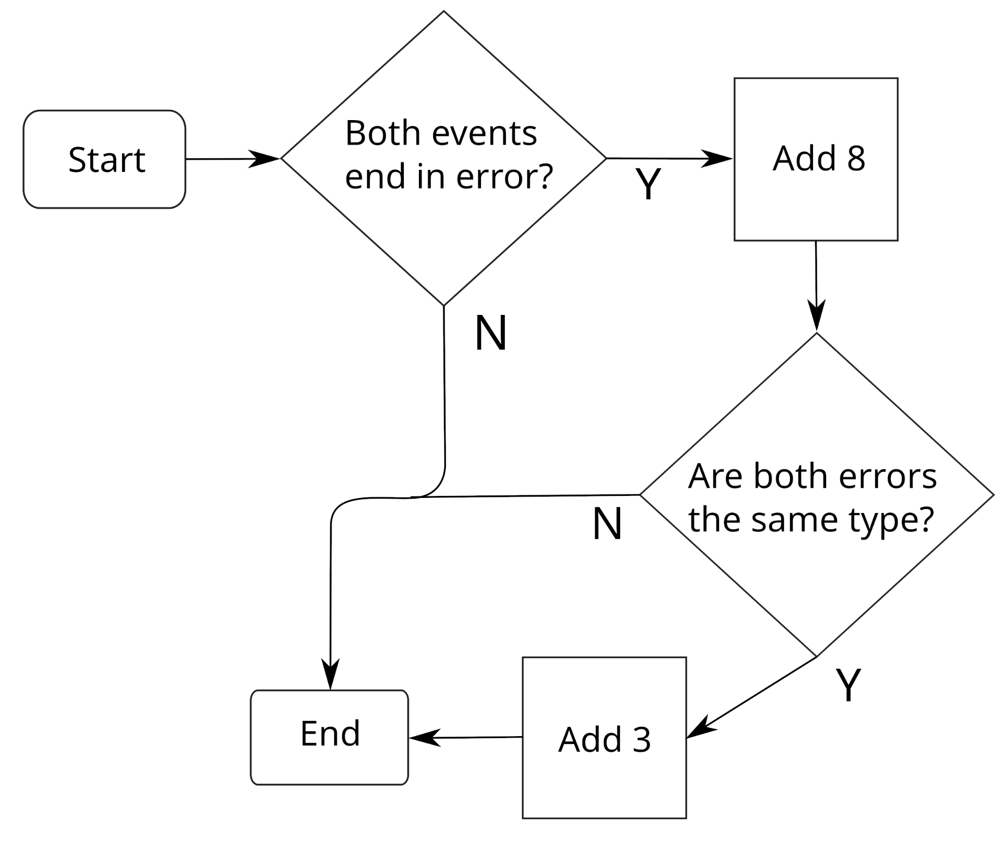 Start
Both events
end in error?
Y
Add 8
N
Are both errors
the same type?
N
Y
Add 3
End